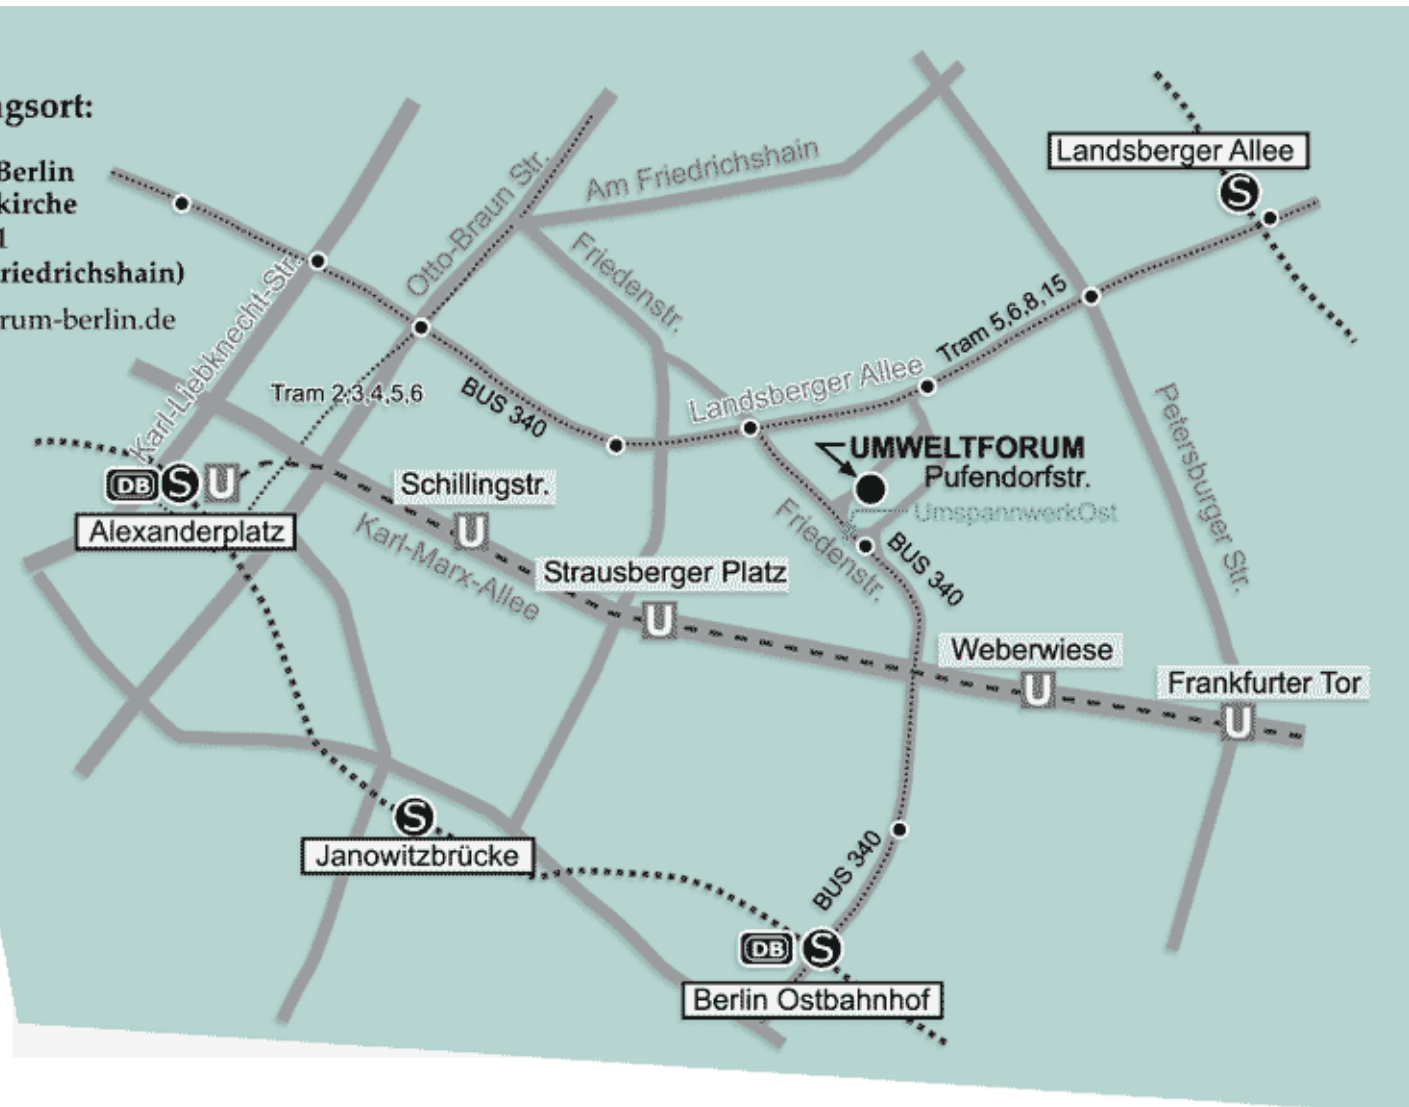 ngsort:
Berlin
kirche
1
riedrichshain)
rum-berlin.de
Karl-Liebknecht-Str.
Otto-Braun Str.
Am Friedrichshain
Friedenstr.
Landsberger Allee
S
Tram 5,6,8,15
Landsberger Allee
Tram 2,3,4,5,6
BUS 340
UMWELTFORUM
Pufendorfstr.
UmspannwerkOst
Petersburger Str.
DB S U
Alexanderplatz
Schillingstr.
U
Karl-Marx-Allee
Strausberger Platz
U
Friedenstr.
BUS 340
Weberwiese
U
Frankfurter Tor
U
S
Janowitzbrücke
BUS 340
DB S
Berlin Ostbahnhof